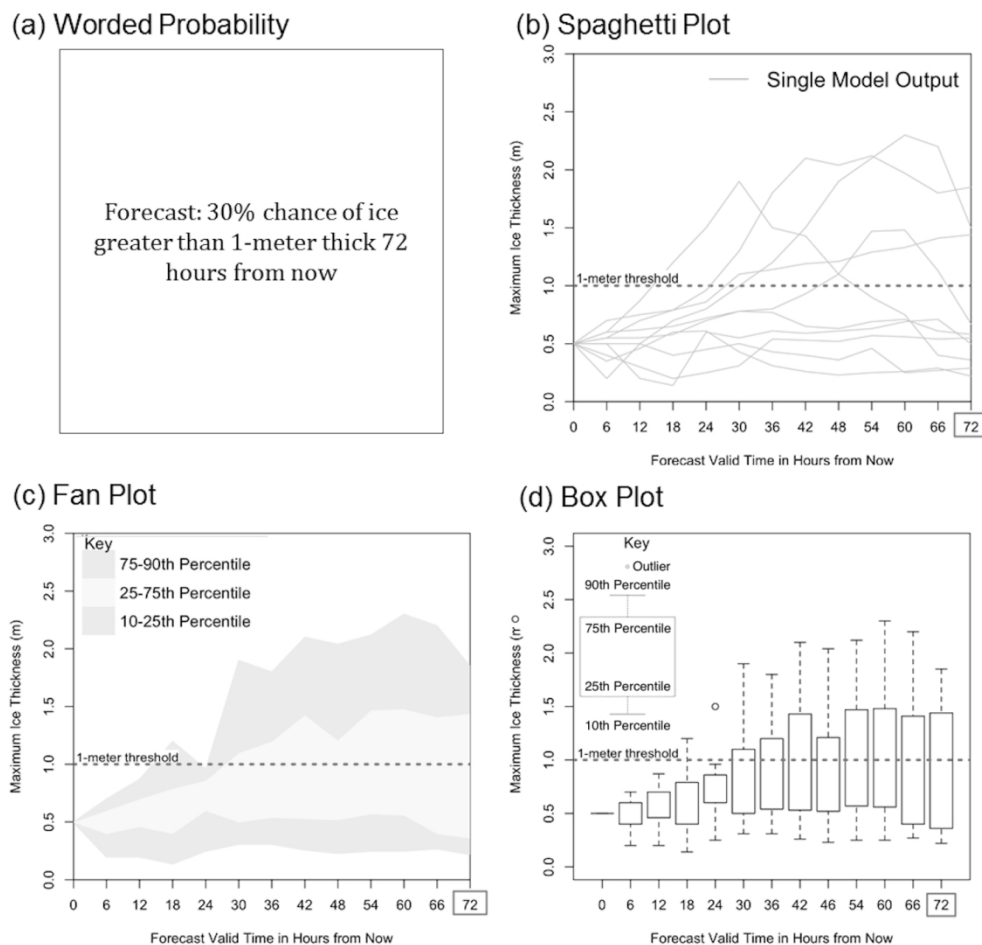 (a) Worded Probability
Forecast: 30% chance of ice
greater than 1-meter thick 72
hours from now
(b) Spaghetti Plot
Maximum Ice Thickness (m)
3.0
2.5
2.0
1.5
1.0
0.5
0.0
Single Model Output
1-meter threshold
0 6 12 18 24 30 36 42 48 54 60 66 72
Forecast Valid Time in Hours from Now
(c) Fan Plot
Maximum Ice Thickness (m)
3.0
2.5
2.0
1.5
1.0
0.5
0.0
Key
75-90th Percentile
25-75th Percentile
10-25th Percentile
1-meter threshold
0 6 12 18 24 30 36 42 48 54 60 66 72
Forecast Valid Time in Hours from Now
(d) Box Plot
Maximum Ice Thickness (rr o
3.0
2.5
2.0
1.5
1.0
0.5
0.0
Key
Outlier
90th Percentile
75th Percentile
25th Percentile
10th Percentile
1-meter threshold
0 6 12 18 24 30 36 42 46 54 60 66 72
Forecast Valid Time in Hours from Now